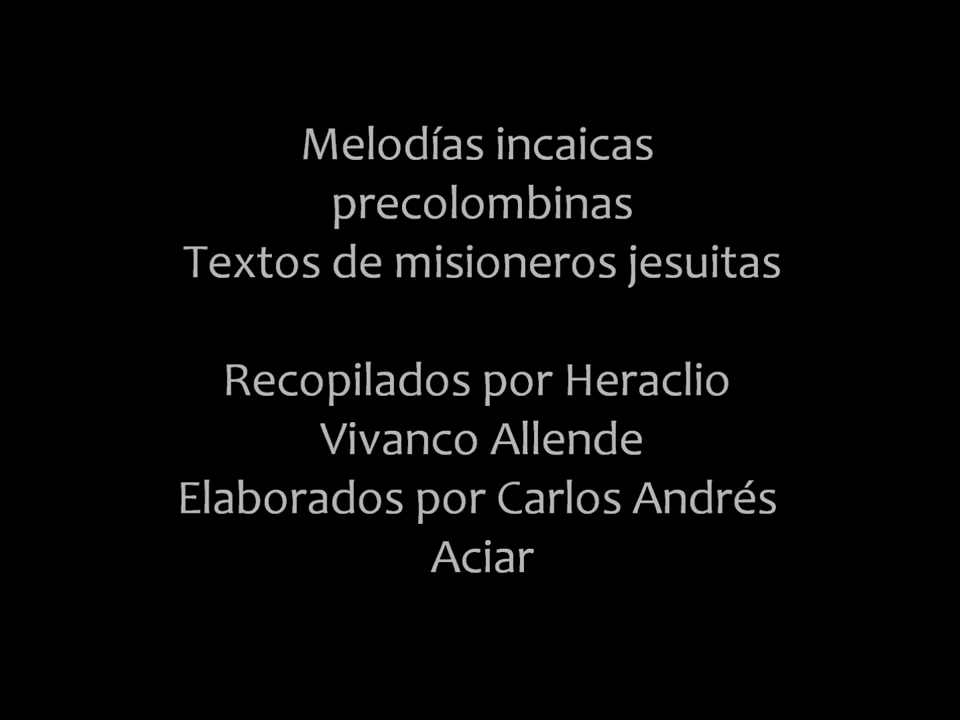 Melodías incaicas
precolombinas
Textos de misioneros jesuitas
Recopilados por Heraclio
Vivanco Allende
Elaborados por Carlos Andrés
Aciar